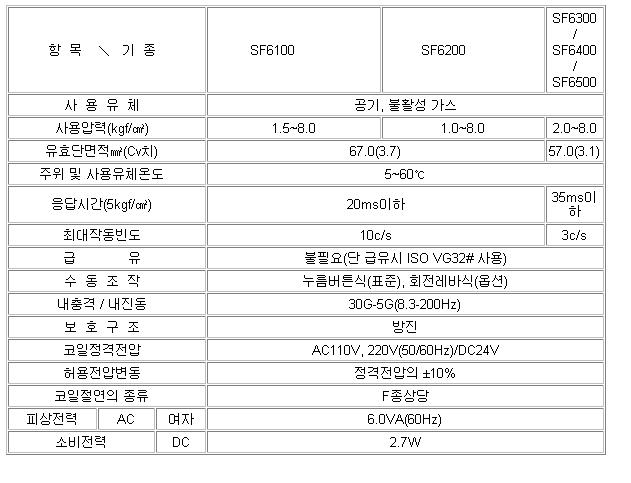 항 목 ＼ 기 종 SF6100 SF6200 SF6300
/
SF6400
/
SF6500
사 용 유 체 공기, 불활성 가스
사용압력(kgf/㎠) 1.5~8.0 1.0~8.0 2.0~8.0
유효단면적㎟(Cv치) 67.0(3.7) 57.0(3.1)
주위 및 사용유체온도 5~60℃
응답시간(5kgf/㎠) 20ms이하 35ms이
하
최대작동빈도 10c/s 3c/s
급 유 불필요(단 급유시 ISO VG32# 사용)
수 동 조 작 누름버튼식(표준), 회전레바식(옵션)
내충격 / 내진동 30G-5G(8.3-200Hz)
보 호 구 조 방진
코일정격전압 AC110V, 220V(50/60Hz)/DC24V
허용전압변동 정격전압의 ±10%
코일절연의 종류 F종상당
피상전력 AC 여자 6.0VA(60Hz)
소비전력 DC 2.7W